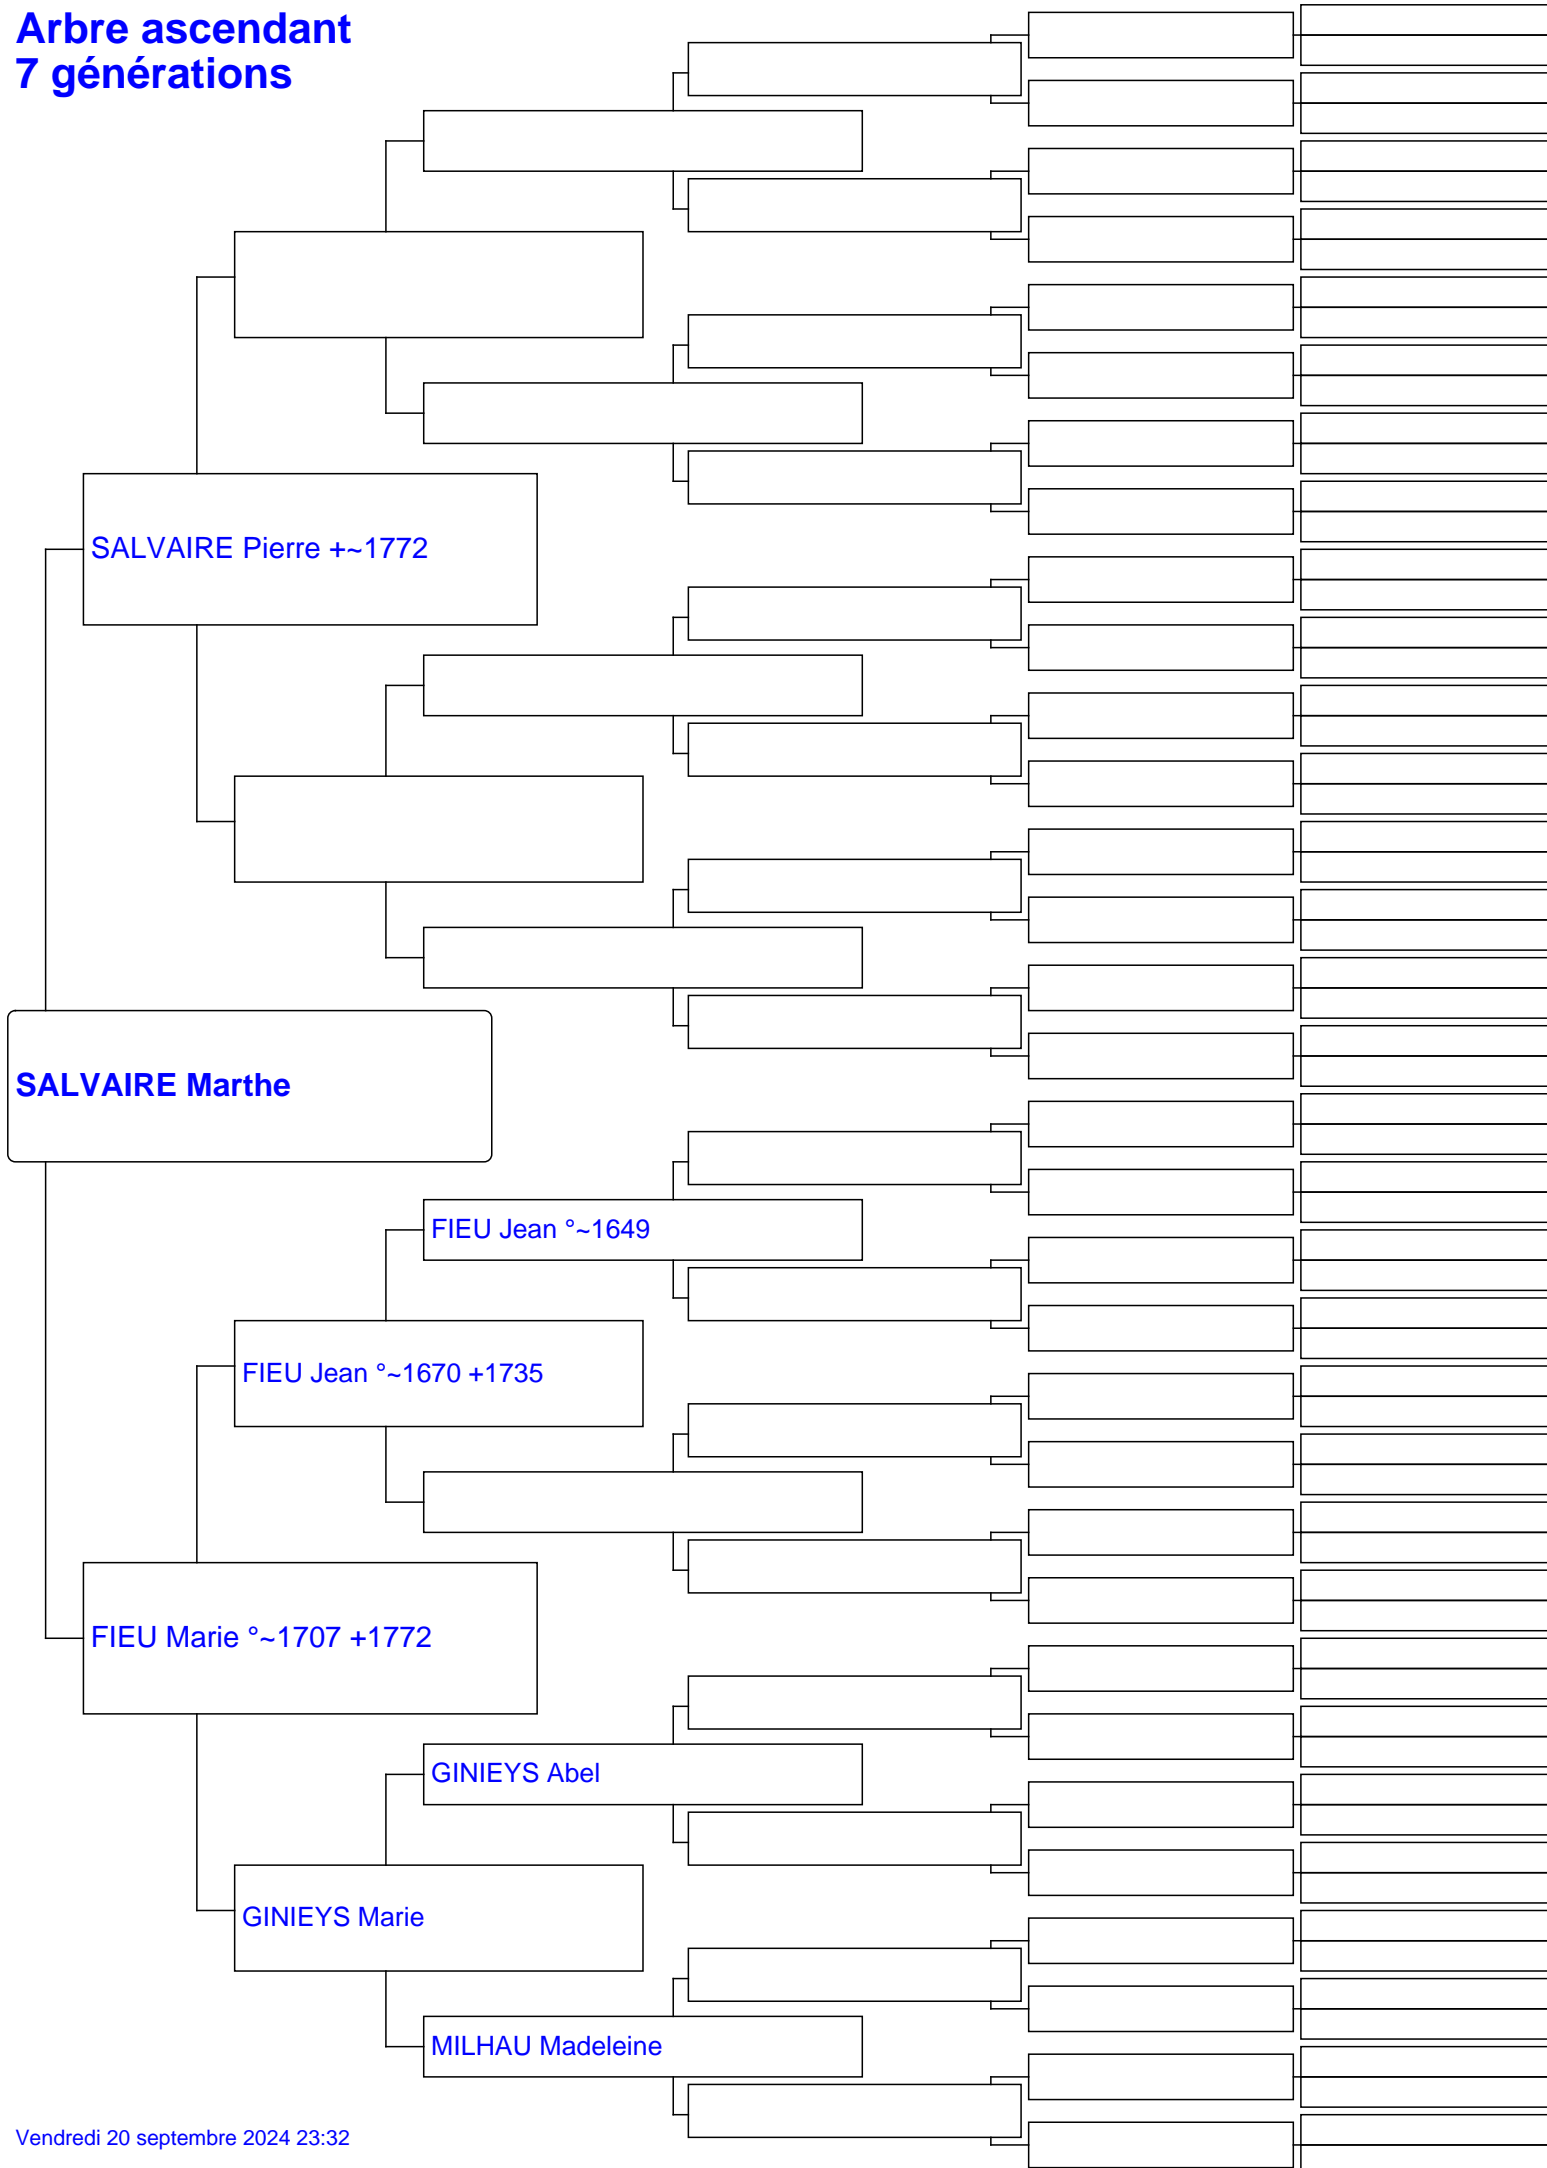 Arbre ascendant
7 générations
SALVAIRE Pierre +~1772
SALVAIRE Marthe
FIEU Jean °~1649
FIEU Jean °~1670 +1735
FIEU Marie °~1707 +1772
GINIEYS Abel
GINIEYS Marie
MILHAU Madeleine
Vendredi 20 septembre 2024 23:32